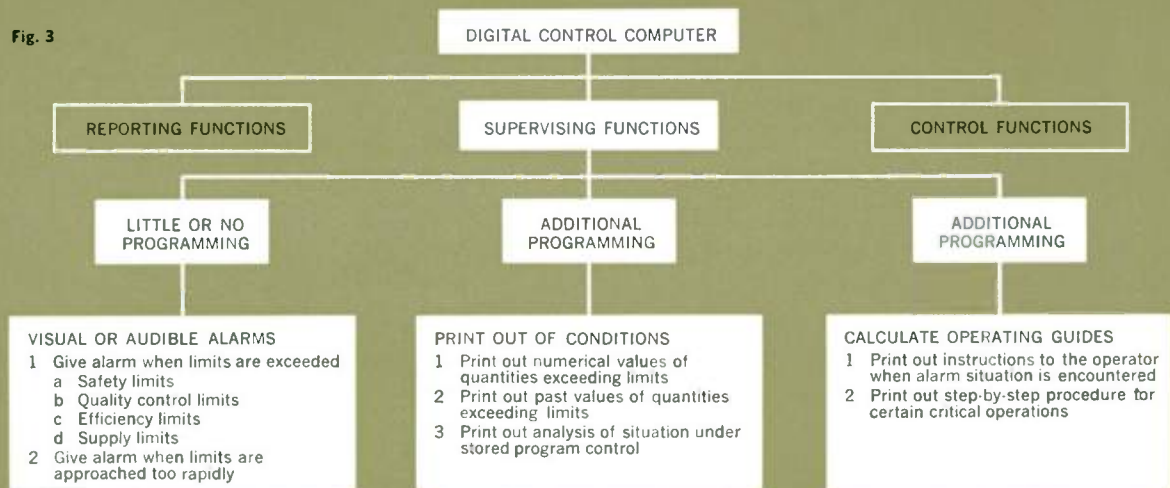 Fig. 3
DIGITAL CONTROL COMPUTER
REPORTING FUNCTIONS
SUPERVISING FUNCTIONS
CONTROL FUNCTIONS
LITTLE OR NO
PROGRAMMING
ADDITIONAL
PROGRAMMING
ADDITIONAL
PROGRAMMING
VISUAL OR AUDIBLE ALARMS
1 Give alarm when limits are exceeded
a Safety limits
b Quality control limits
c Efficiency limits
d Supply limits
2 Give alarm when limits are
approached too rapidly
PRINT OUT OF CONDITIONS
1 Print out numerical values of
quantities exceeding limits
2 Print out past values of quantities
exceeding limits
3 Print out analysis of situation under
stored program control
CALCULATE OPERATING GUIDES
1 Print out instructions to the operator
when alarm situation is encountered
2 Print out step-by-step procedure for
certain critical operations